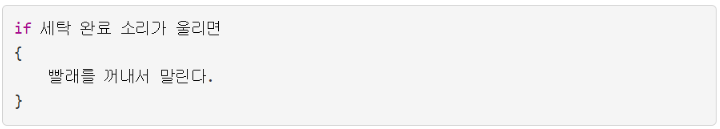 if 세탁 완료 소리가 울리면
{
빨래를 꺼내서 말린다.
}